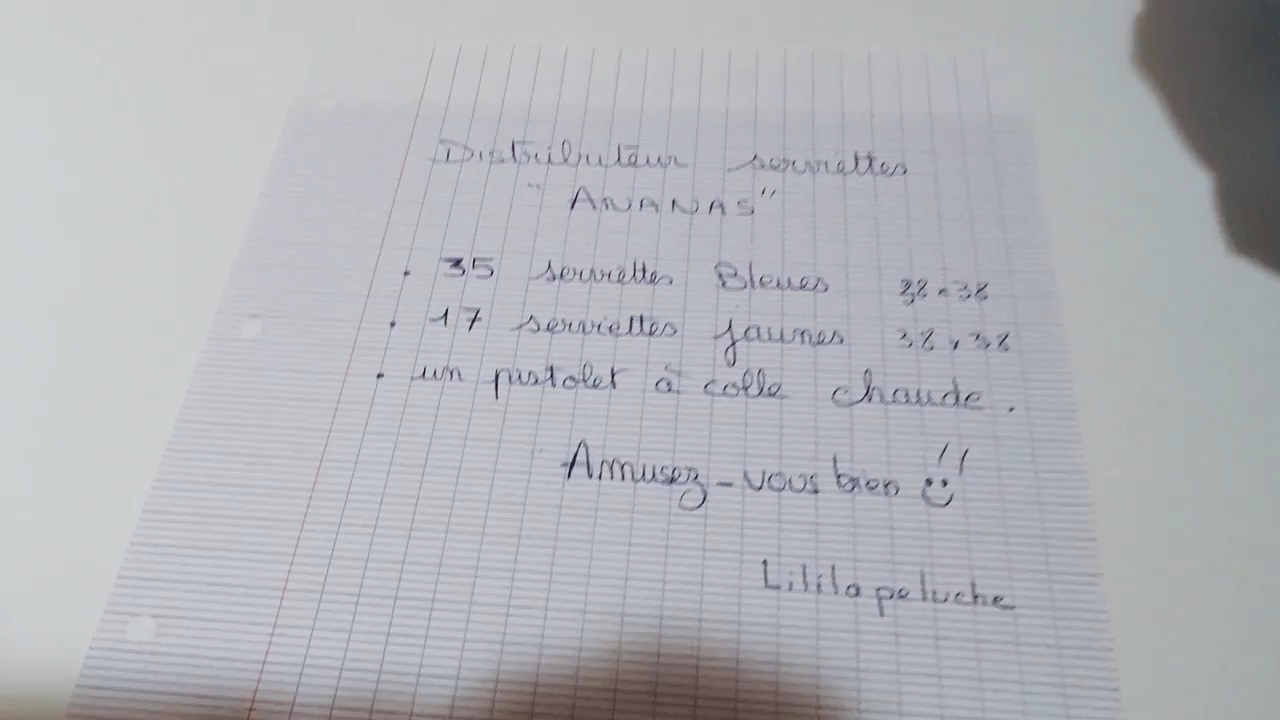 Distributeur serviettes
"ANANAS"
. 35 serviettes Bleues 38 x 38
. 17 serviettes jaunes 38 x 38
. un pistolet à colle chaude.
Amusez-vous bien !!
Lililapeluche